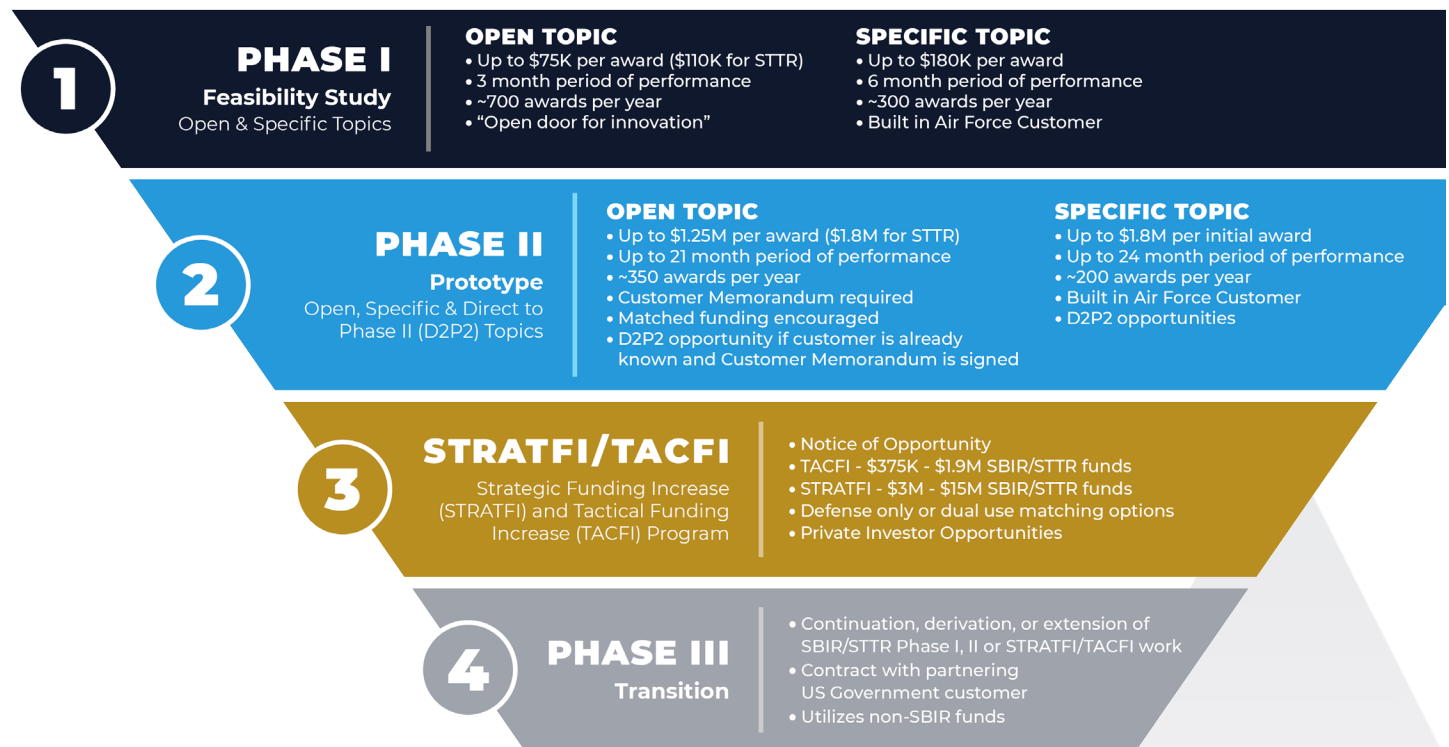 1
PHASE I
Feasibility Study
Open & Specific Topics
OPEN TOPIC
• Up to $75K per award ($110K for STTR)
• 3 month period of performance
• ~700 awards per year
• “Open door for innovation”
SPECIFIC TOPIC
• Up to $180K per award
• 6 month period of performance
• ~300 awards per year
• Built in Air Force Customer
2
PHASE II
Prototype
Open, Specific & Direct to
Phase II (D2P2) Topics
OPEN TOPIC
• Up to $1.25M per award ($1.8M for STTR)
• Up to 21 month period of performance
• ~350 awards per year
• Customer Memorandum required
• Matched funding encouraged
• D2P2 opportunity if customer is already
known and Customer Memorandum is signed
SPECIFIC TOPIC
• Up to $1.8M per initial award
• Up to 24 month period of performance
• ~200 awards per year
• Built in Air Force Customer
• D2P2 opportunities
3
STRATFI/TACFI
Strategic Funding Increase
(STRATFI) and Tactical Funding
Increase (TACFI) Program
• Notice of Opportunity
• TACFI - $375K - $1.9M SBIR/STTR funds
• STRATFI - $3M - $15M SBIR/STTR funds
• Defense only or dual use matching options
• Private Investor Opportunities
4
PHASE III
Transition
• Continuation, derivation, or extension of
SBIR/STTR Phase I, II or STRATFI/TACFI work
• Contract with partnering
US Government customer
• Utilizes non-SBIR funds